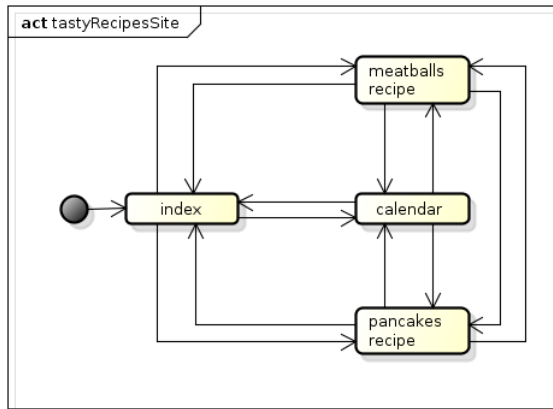 act tastyRecipesSite
meatballs
recipe
index
calendar
pancakes
recipe